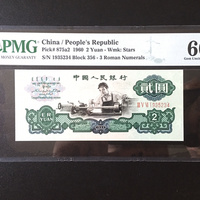 PMG
China / People's Republic
Pick# 875a2 1960 2 Yuan - Wmk: Stars
S/N 1935234 Block 356 - 3 Roman Numerals
中国人民银行
贰圆
1935234
2